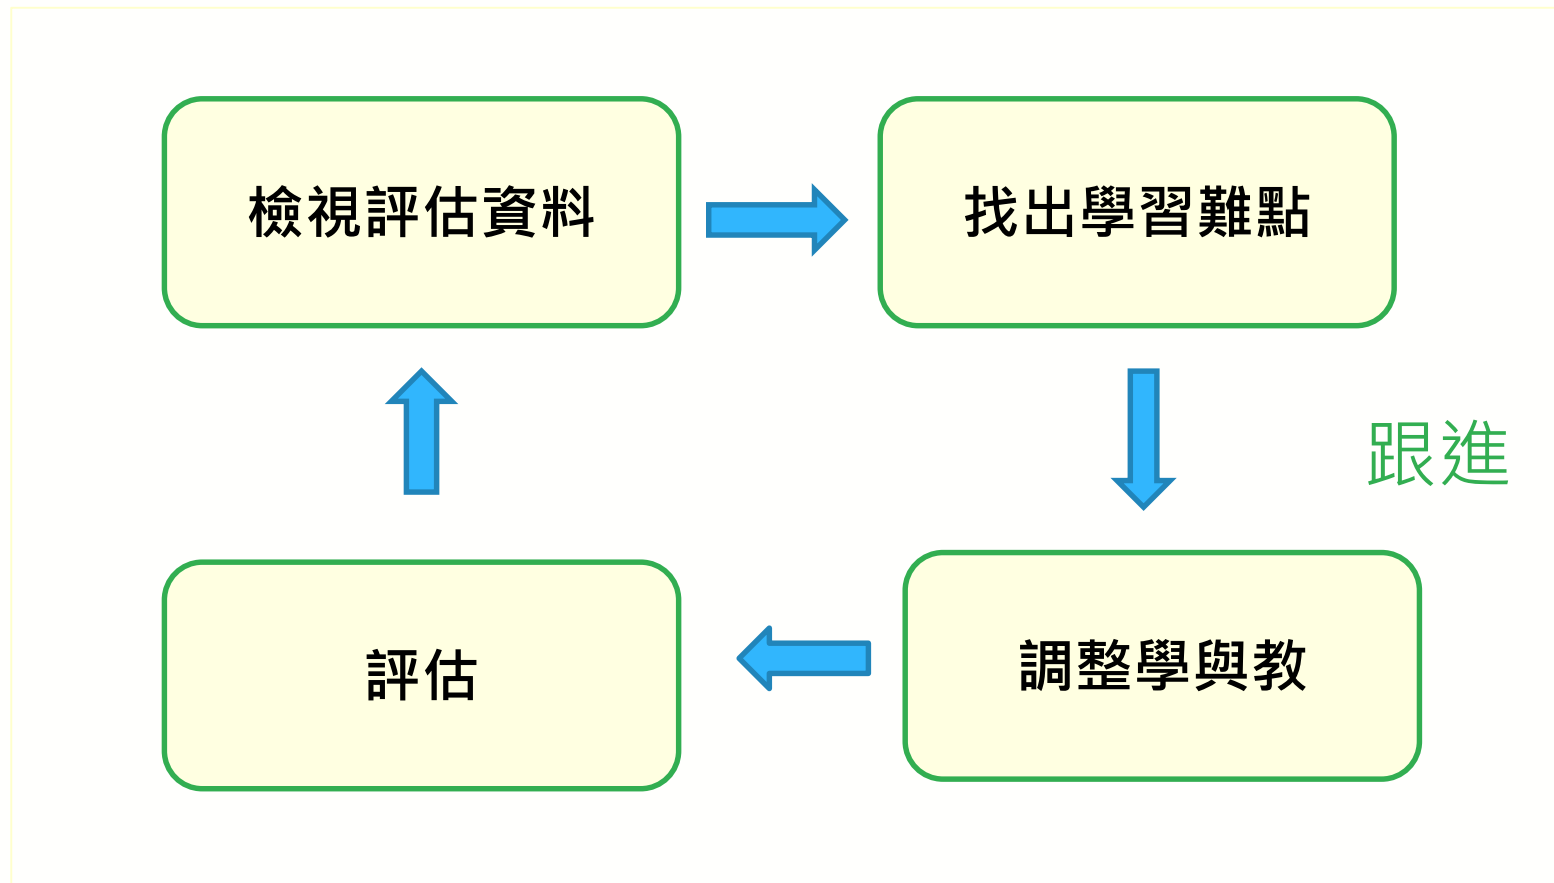 檢視評估資料
找出學習難點
跟進
評估
調整學與教